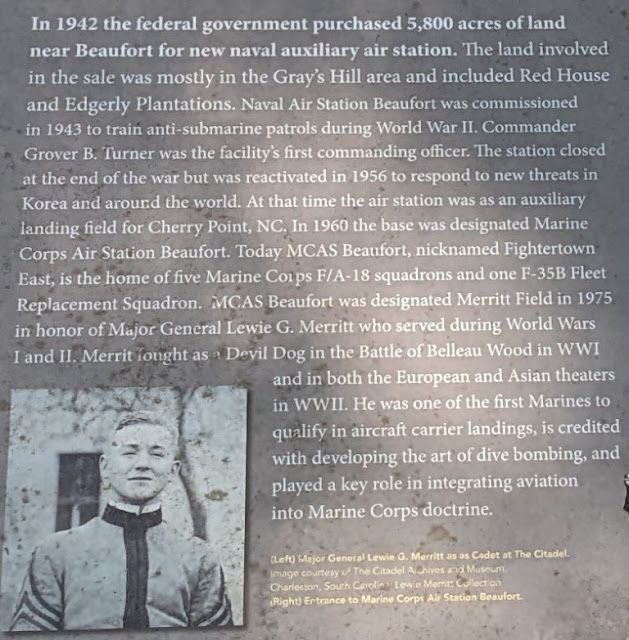 In 1942 the federal government purchased 5,800 acres of land
near Beaufort for new naval auxiliary air station. The land involved
in the sale was mostly in the Gray's Hill area and included Red House
and Edgerly Plantations. Naval Air Station Beaufort was commissioned
in 1943 to train anti-submarine patrols during World War II. Commander
Grover B. Turner was the facility's first commanding officer. The station closed
at the end of the war but was reactivated in 1956 to respond to new threats in
Korea and around the world. At that time the air station was as an auxiliary
landing field for Cherry Point, NC. In 1960 the base was designated Marine
Corps Air Station Beaufort. Today MCAS Beaufort, nicknamed Fightertown
East, is the home of five Marine Corps F/A-18 squadrons and one F-35B Fleet
Replacement Squadron. MCAS Beaufort was designated Merritt Field in 1975
in honor of Major General Lewie G. Merritt who served during World Wars
I and II. Merrit fought as a Devil Dog in the Battle of Belleau Wood in WWI
and in both the European and Asian theaters
in WWII. He was one of the first Marines to
qualify in aircraft carrier landings, is credited
with developing the art of dive bombing, and
played a key role in integrating aviation
into Marine Corps doctrine.
(Left) Major General Lewie G. Merritt as as Cadet at The Citadel.
Image courtesy of The Citadel Archives and Museum,
Charleston, South Carolina Lewie Merritt Collection
(Right) Entrance to Marine Corps Air Station Beaufort.